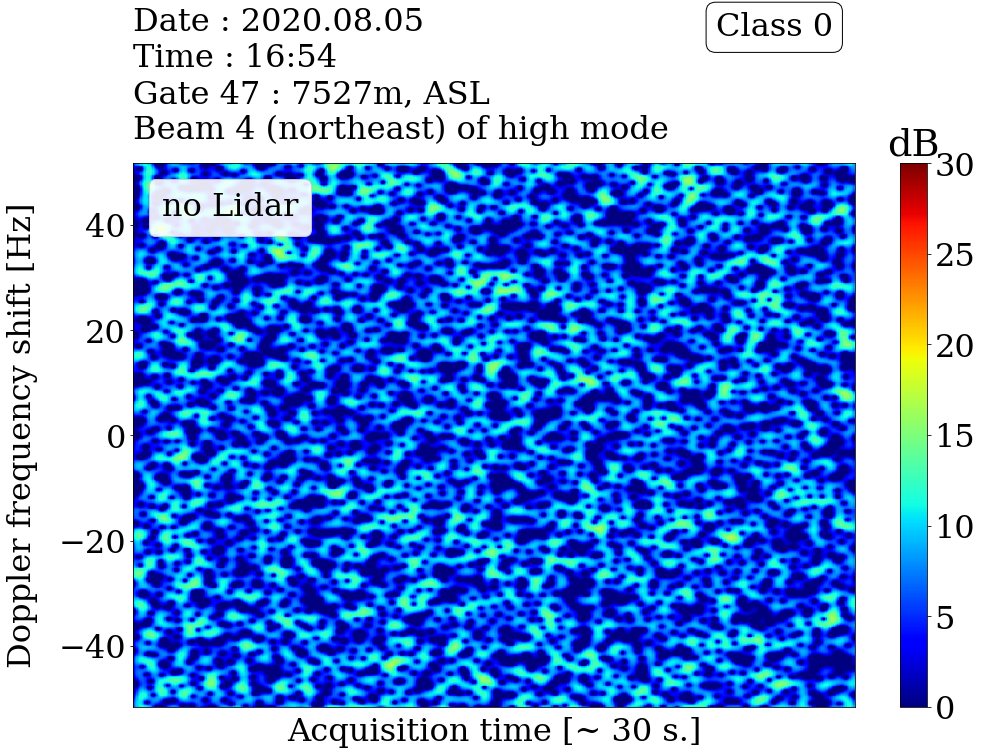 Date : 2020.08.05
Time : 16:54
Gate 47 : 7527m, ASL
Beam 4 (northeast) of high mode
Class 0
dB
no Lidar
Doppler frequency shift [Hz]
40
20
0
−20
−40
Acquisition time [~ 30 s.]
30
25
20
15
10
5
0